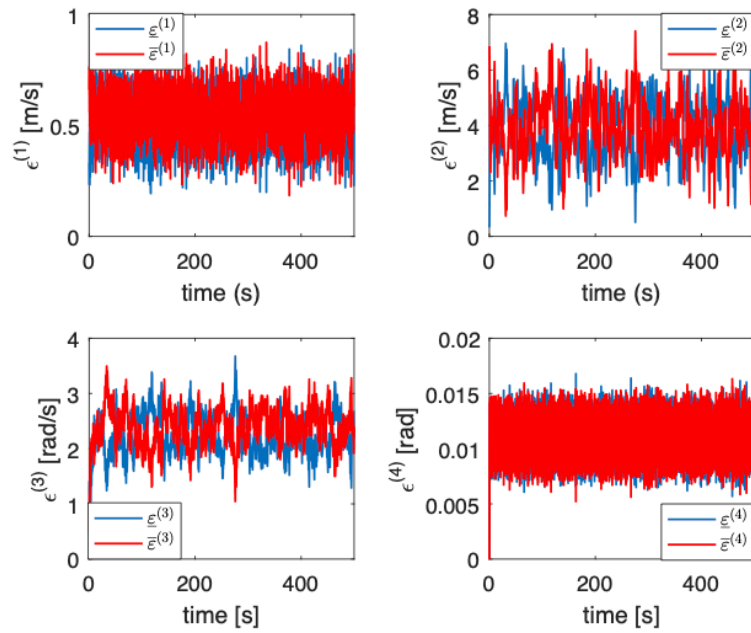 1
0.5
0
ϵ^(1) [m/s]
ε̲^(1)
ε̅^(1)
0 200 400
time (s)
8
6
4
2
0
ϵ^(2) [m/s]
ε̲^(2)
ε̅^(2)
0 200 400
time (s)
4
3
2
1
0
ϵ^(3) [rad/s]
ε̲^(3)
ε̅^(3)
0 200 400
time [s]
0.02
0.015
0.01
0.005
0
ϵ^(4) [rad]
ε̲^(4)
ε̅^(4)
0 200 400
time [s]